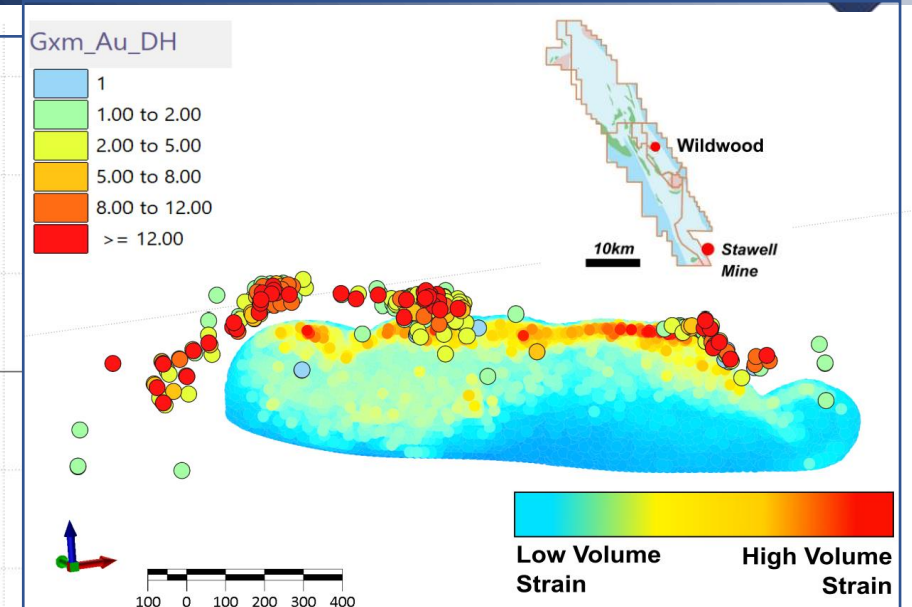 Gxm_Au_DH
1
1.00 to 2.00
2.00 to 5.00
5.00 to 8.00
8.00 to 12.00
>= 12.00
Wildwood
10km
Stawell
Mine
Low Volume
Strain
High Volume
Strain
100 0 100 200 300 400